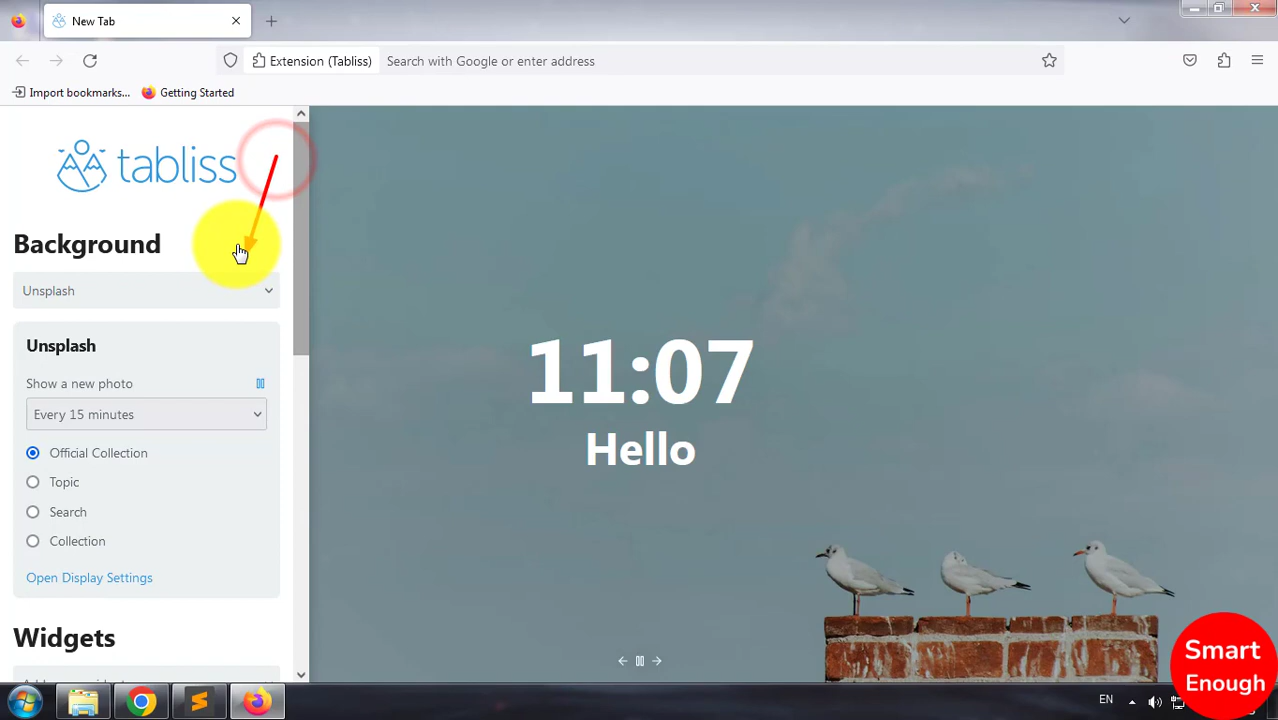 New Tab
Extension (Tabliss)
Search with Google or enter address
Import bookmarks...
Getting Started
tabliss
Background
Unsplash
Unsplash
Show a new photo
Every 15 minutes
Official Collection
Topic
Search
Collection
Open Display Settings
Widgets
11:07
Hello
EN
Smart
Enough